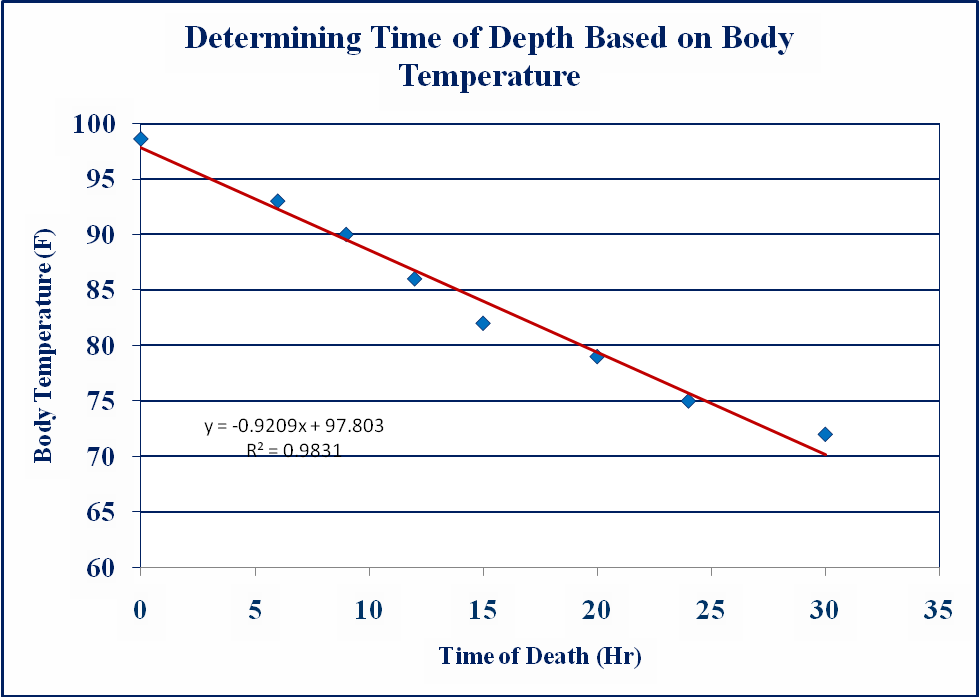 Determining Time of Depth Based on Body
Temperature
100
95
90
85
80
75
70
65
60
Body Temperature (F)
y = -0.9209x + 97.803
R² = 0.9831
0 5 10 15 20 25 30 35
Time of Death (Hr)